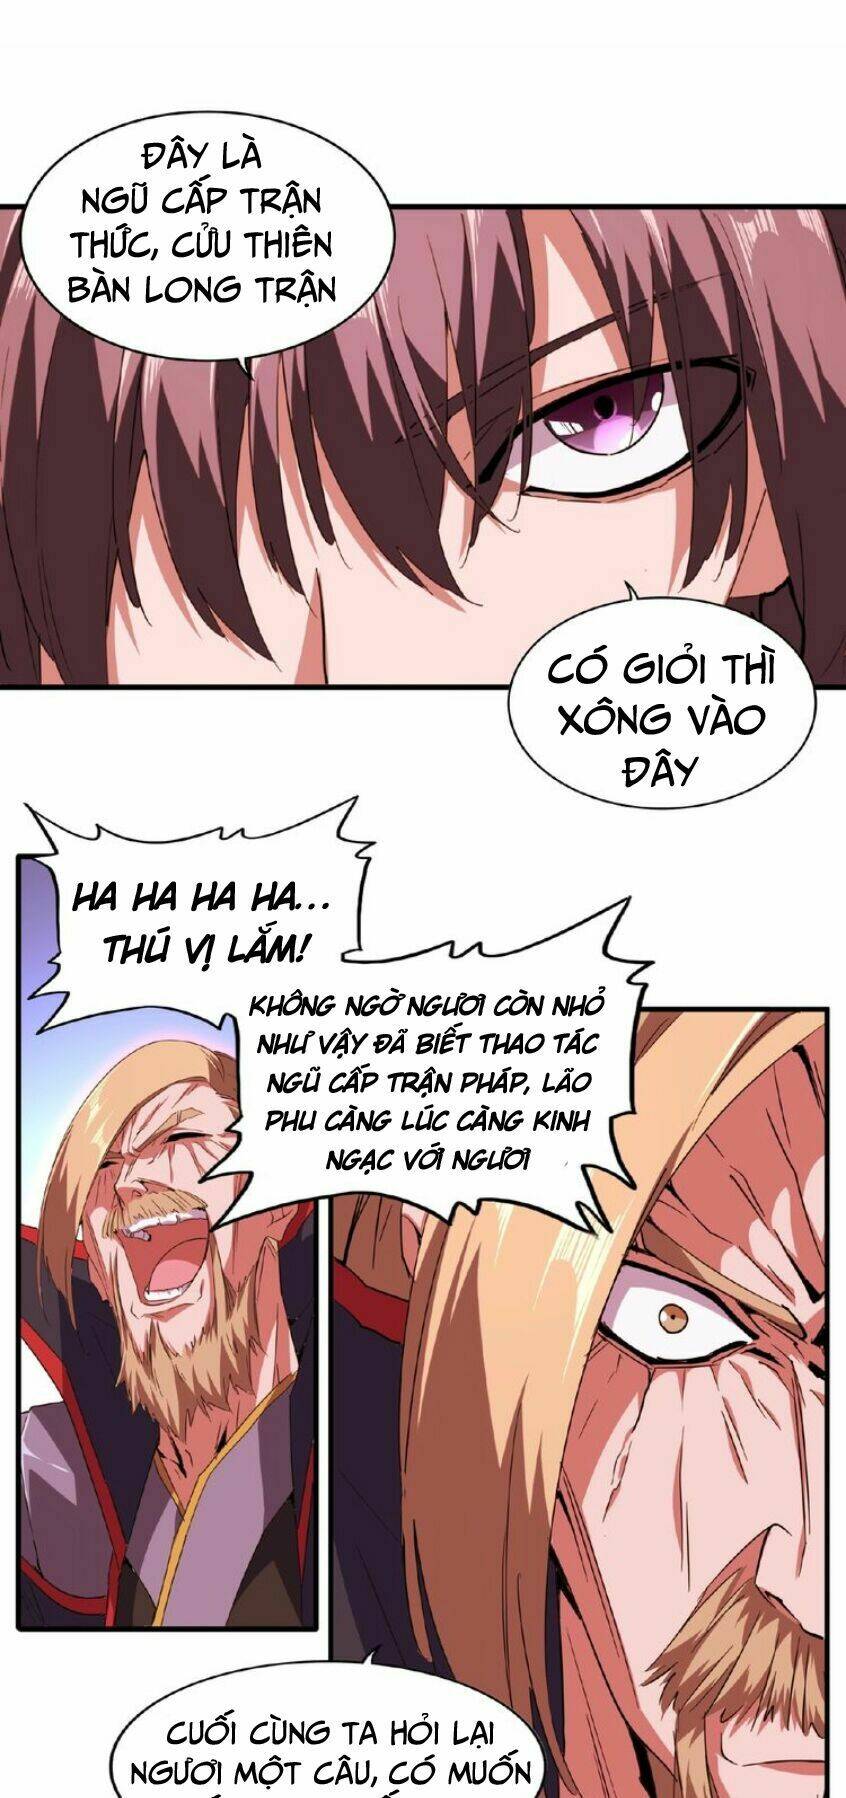 ĐÂY LÀ
NGŨ CẤP TRẬN
THỨC, CỬU THIÊN
BÀN LONG TRẬN
CÓ GIỎI THÌ
XÔNG VÀO
ĐÂY
HA HA HA HA...
THÚ VỊ LẮM!
KHÔNG NGỜ NGƯƠI CÒN NHỎ
NHƯ VẬY ĐÃ BIẾT THAO TÁC
NGŨ CẤP TRẬN PHÁP, LÃO
PHU CÀNG LÚC CÀNG KINH
NGẠC VỚI NGƯƠI
CUỐI CÙNG TA HỎI LẠI
NGƯƠI MỘT CÂU, CÓ MUỐN